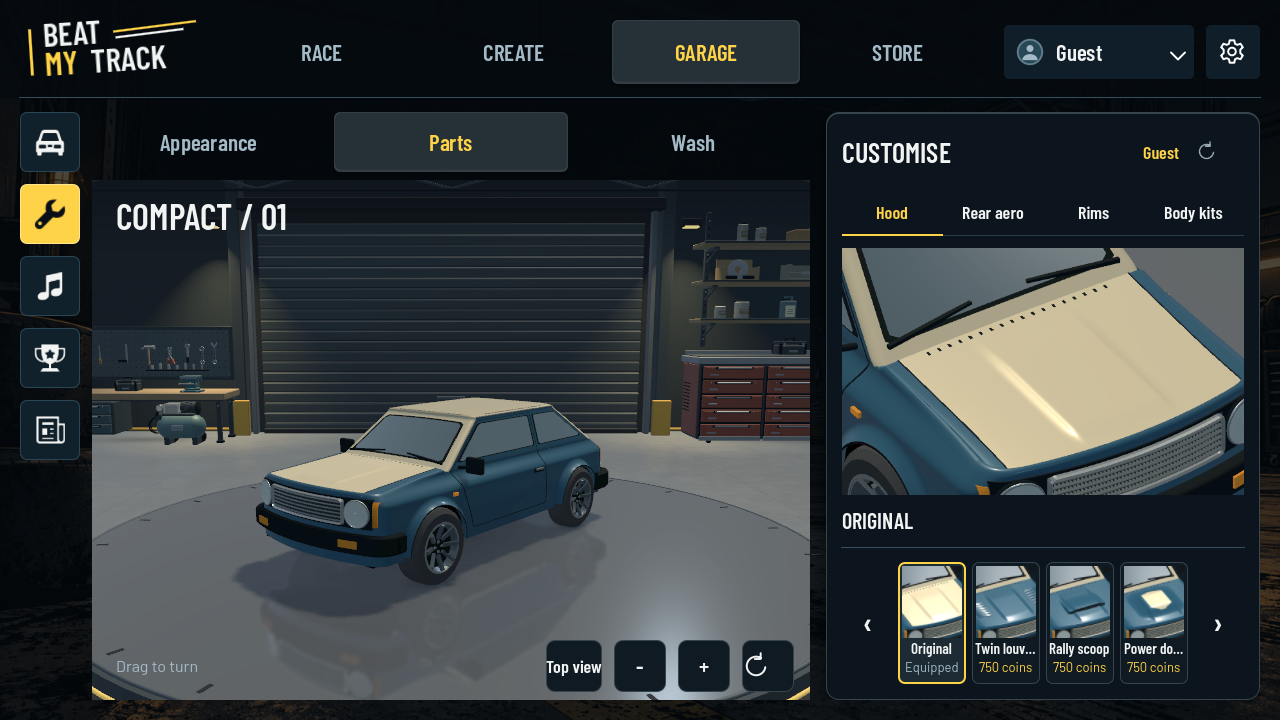 BEAT
MY TRACK
RACE
CREATE
GARAGE
STORE
Guest
Appearance
Parts
Wash
COMPACT / 01
Drag to turn
Top view
-
+
CUSTOMISE
Guest
Hood
Rear aero
Rims
Body kits
ORIGINAL
‹
Original
Equipped
Twin louv...
750 coins
Rally scoop
750 coins
Power do...
750 coins
›